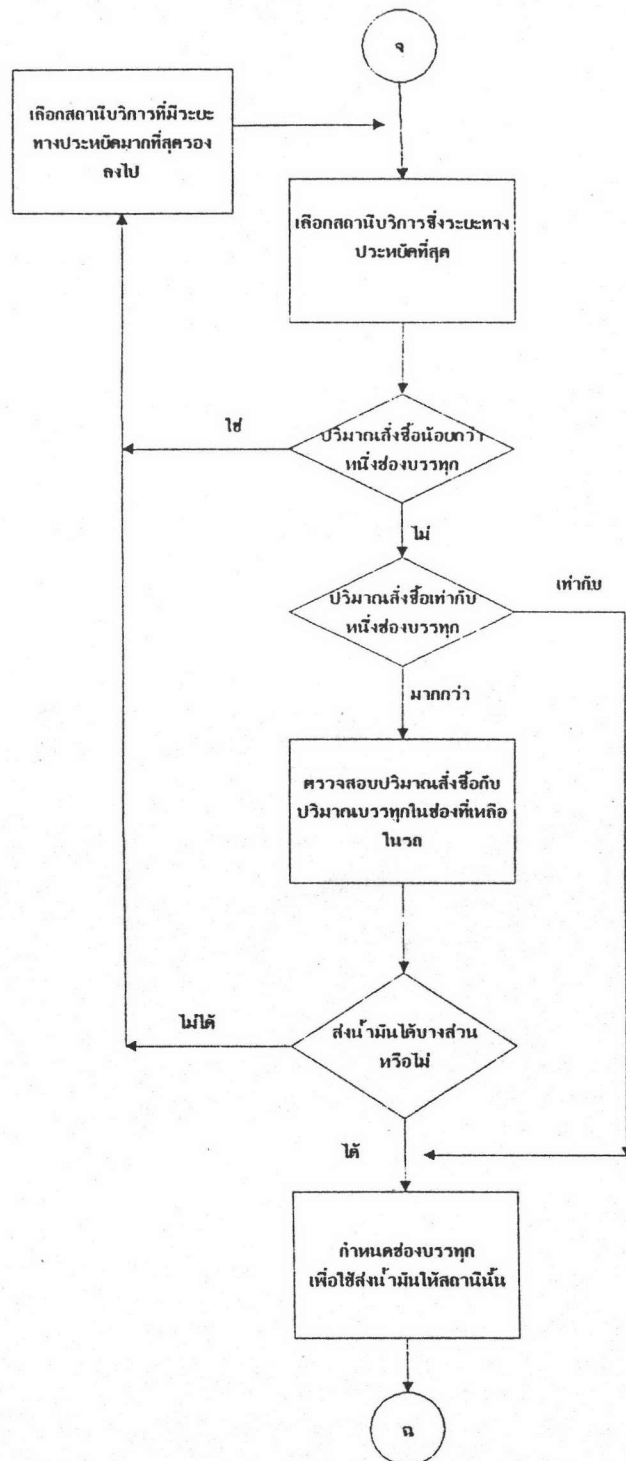 จ
เลือกสถานีบริการที่มีระยะ
ทางประหยัดมากที่สุดรอง
ลงไป
เลือกสถานีบริการซึ่งระยะทาง
ประหยัดที่สุด
ใช่
ปริมาณสั่งซื้อน้อยกว่า
หนึ่งช่องบรรทุก
ไม่
เท่ากับ
ปริมาณสั่งซื้อเท่ากับ
หนึ่งช่องบรรทุก
มากกว่า
ตรวจสอบปริมาณสั่งซื้อกับ
ปริมาณบรรทุกในช่องที่เหลือ
ในรถ
ไม่ได้
ส่งน้ำมันได้บางส่วน
หรือไม่
ได้
กำหนดช่องบรรทุก
เพื่อใช้ส่งน้ำมันให้สถานีนั้น
ฉ